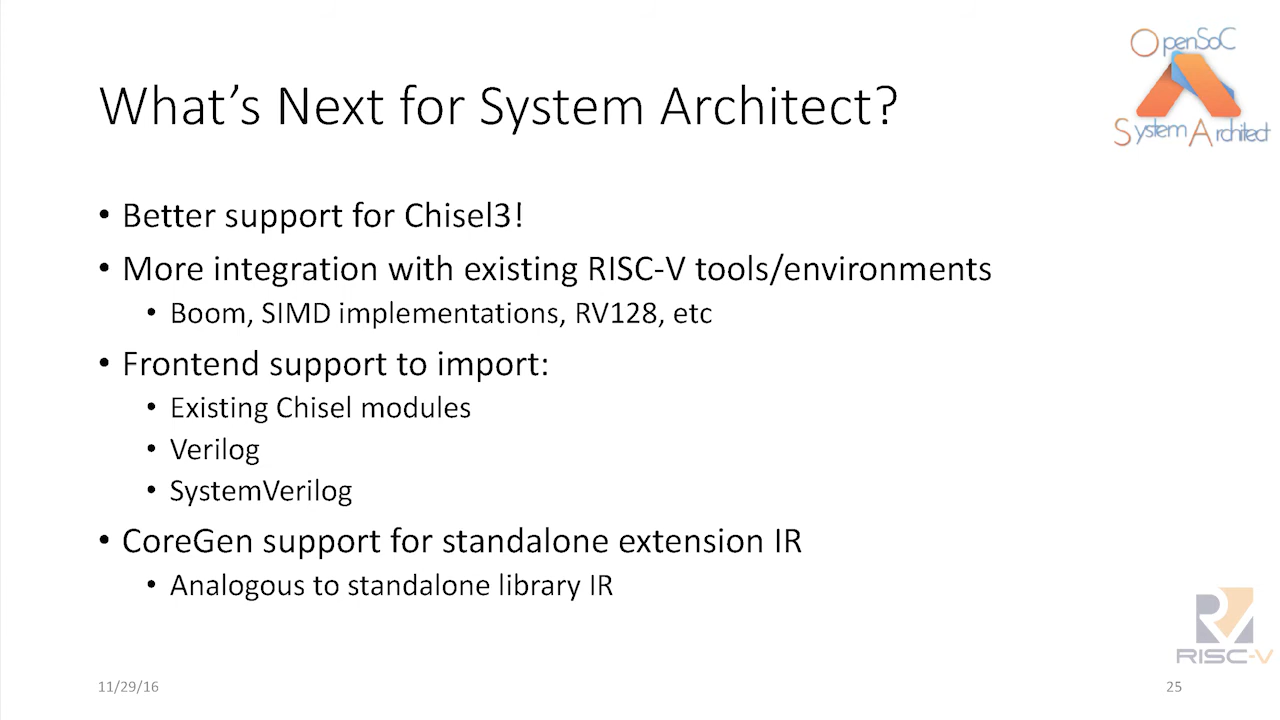 OpenSoC
System Architect
What's Next for System Architect?
• Better support for Chisel3!
• More integration with existing RISC-V tools/environments
• Boom, SIMD implementations, RV128, etc
• Frontend support to import:
• Existing Chisel modules
• Verilog
• SystemVerilog
• CoreGen support for standalone extension IR
• Analogous to standalone library IR
RISC-V
11/29/16
25